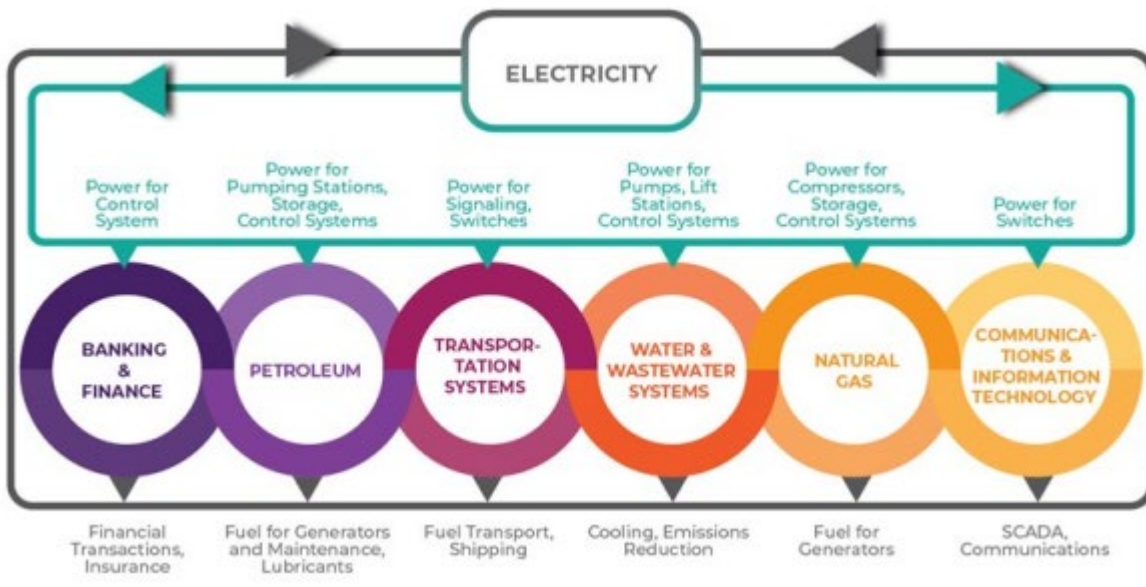 ELECTRICITY
Power for
Control
System
Power for
Pumping Stations,
Storage,
Control Systems
Power for
Signaling,
Switches
Power for
Pumps, Lift
Stations,
Control Systems
Power for
Compressors,
Storage,
Control Systems
Power for
Switches
BANKING
&
FINANCE
PETROLEUM
TRANSPOR-
TATION
SYSTEMS
WATER &
WASTEWATER
SYSTEMS
NATURAL
GAS
COMMUNICA-
TIONS &
INFORMATION
TECHNOLOGY
Financial
Transactions,
Insurance
Fuel for Generators
and Maintenance,
Lubricants
Fuel Transport,
Shipping
Cooling, Emissions
Reduction
Fuel for
Generators
SCADA,
Communications